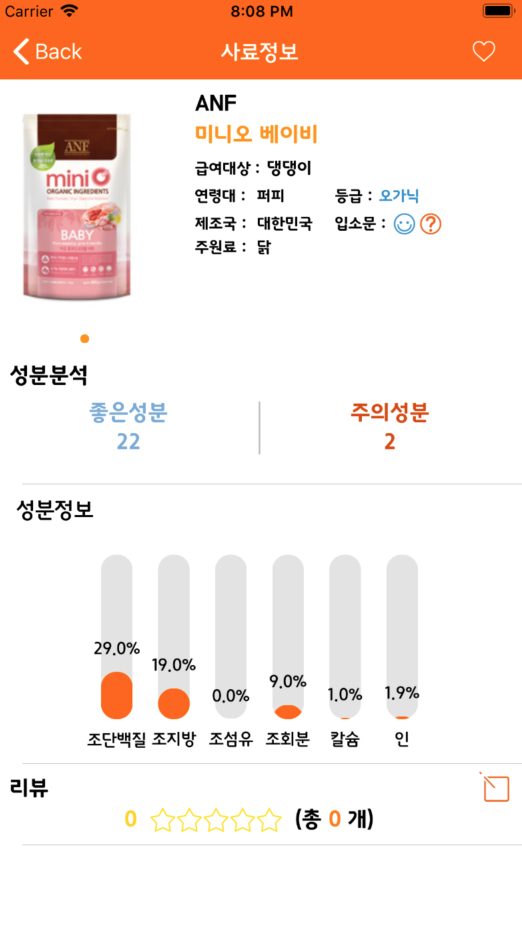 Carrier 8:08 PM
Back 사료정보
ANF
미니오 베이비
급여대상 : 댕댕이
연령대 : 퍼피 등급 : 오가닉
제조국 : 대한민국 입소문 :
주원료 : 닭
ANF
mini
ORGANIC INGREDIENTS
BABY
성분분석
좋은성분 주의성분
22 2
성분정보
29.0% 19.0% 0.0% 9.0% 1.0% 1.9%
조단백질 조지방 조섬유 조회분 칼슘 인
리뷰
0 (총 0 개)